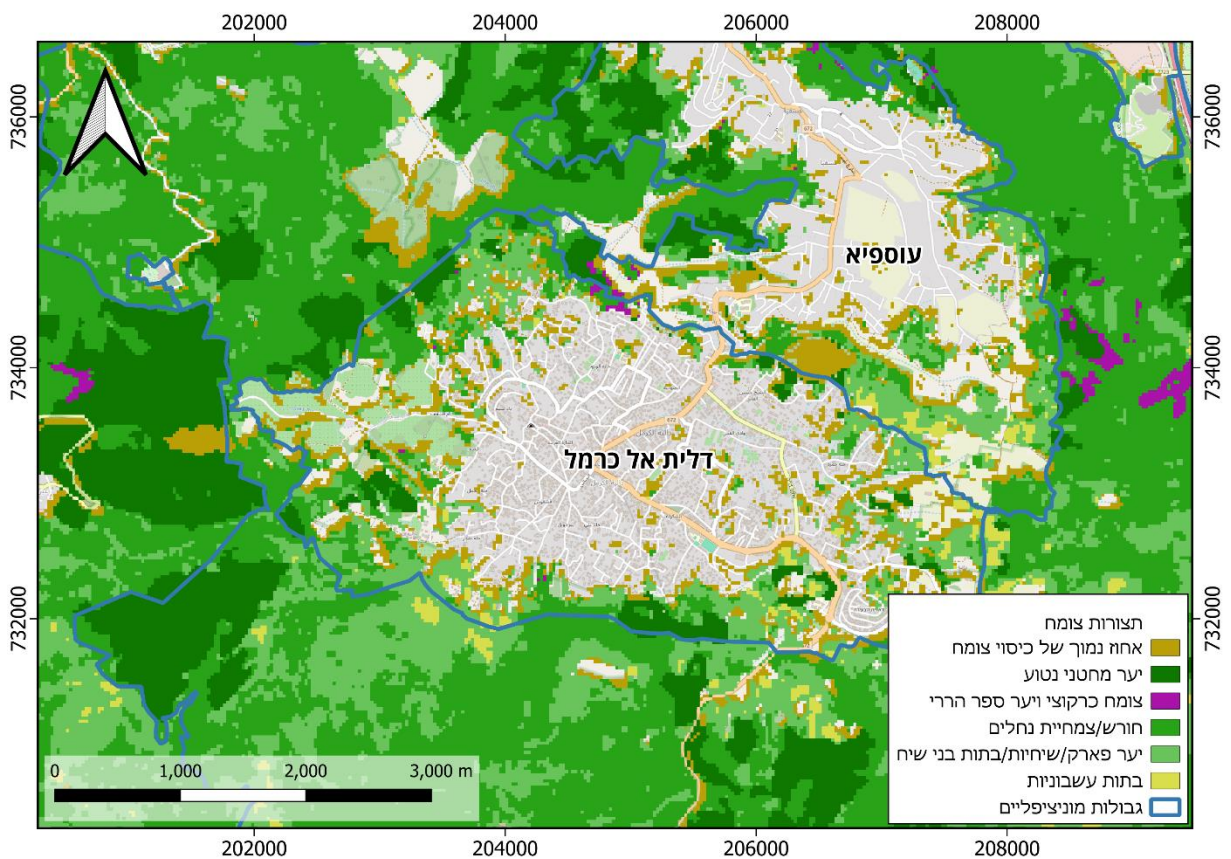 202000 204000 206000 208000
736000 736000
עוספיא
734000 734000
672
דלית אל כרמל
732000 732000
תצורות צומח
אחוז נמוך של כיסוי צומח
יער מחטני נטוע
צומח כרקוצי ויער ספר הררי
חורש/צמחיית נחלים
יער פארק/שיחיות/בתות בני שיח
בתות עשבוניות
גבולות מוניציפליים
0 1,000 2,000 3,000 m
202000 204000 206000 208000